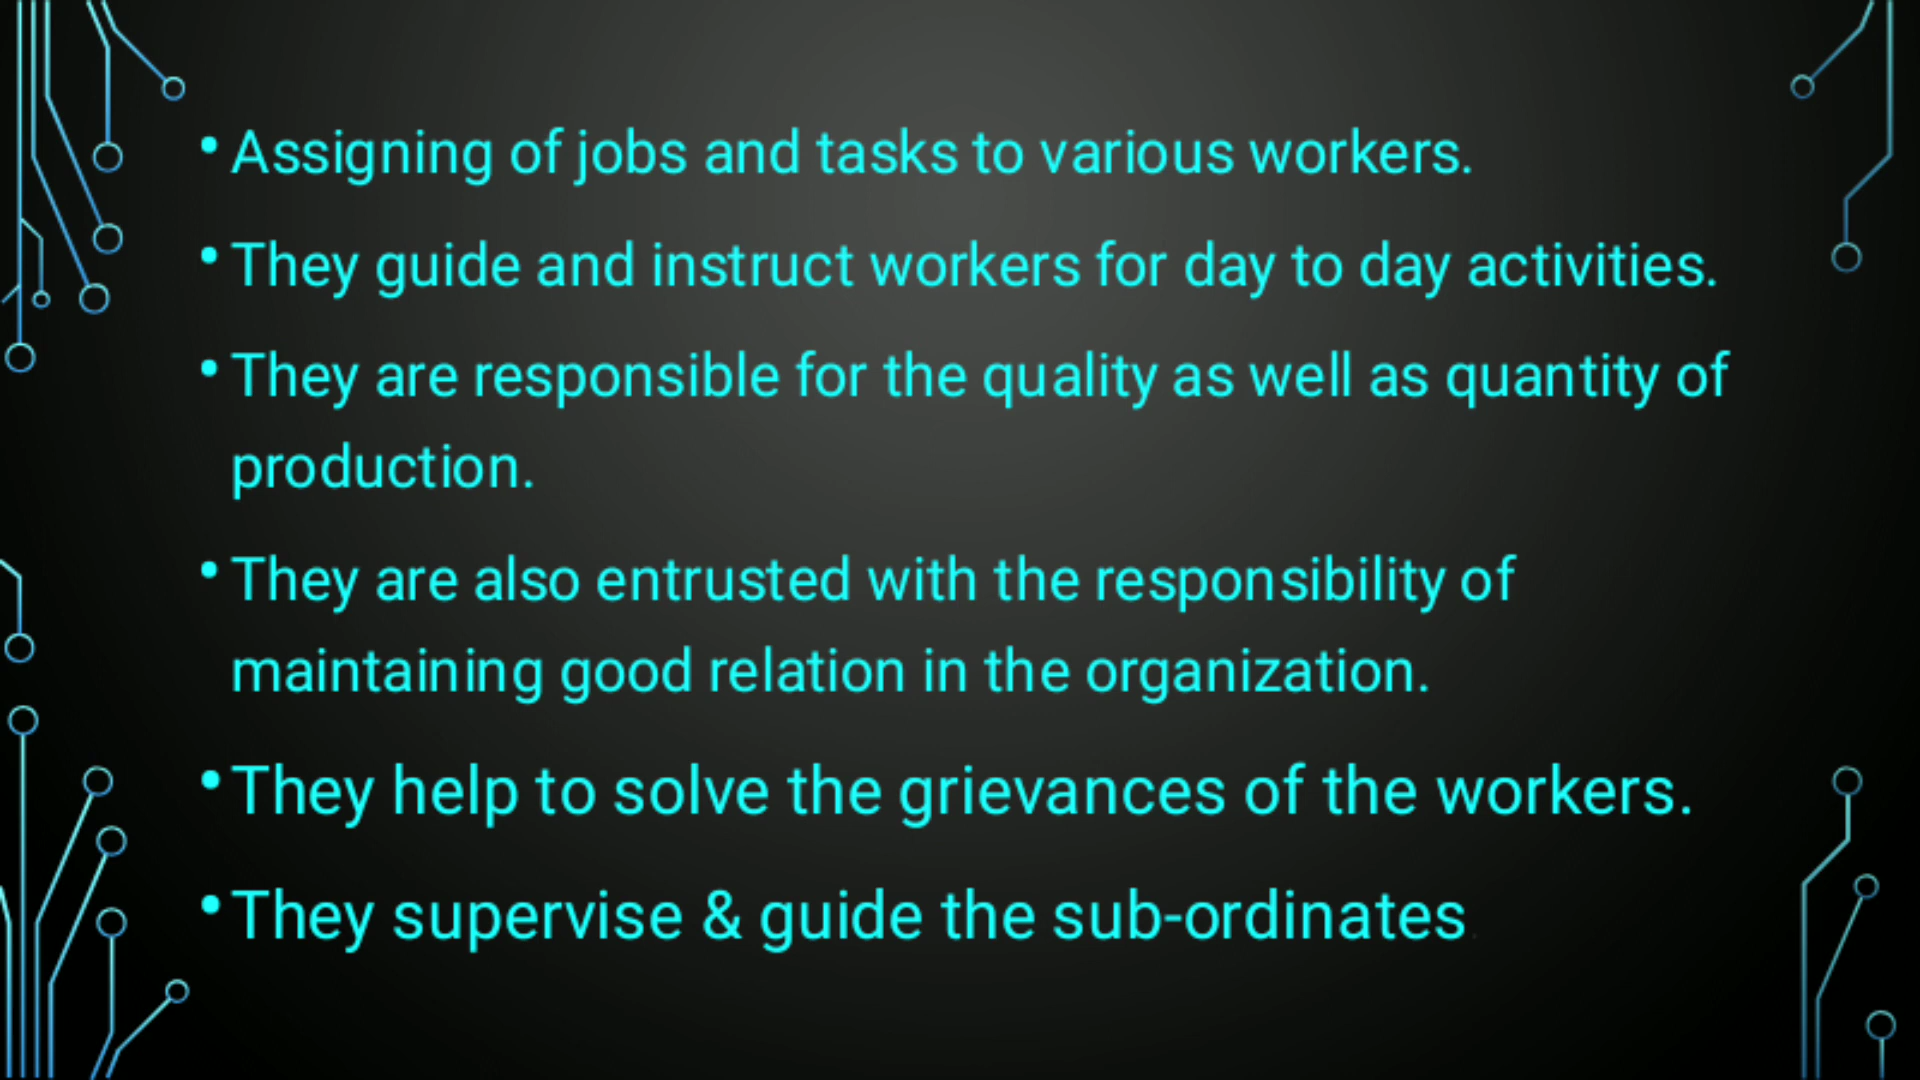 • Assigning of jobs and tasks to various workers.
• They guide and instruct workers for day to day activities.
• They are responsible for the quality as well as quantity of
production.
• They are also entrusted with the responsibility of
maintaining good relation in the organization.
• They help to solve the grievances of the workers.
• They supervise & guide the sub-ordinates.